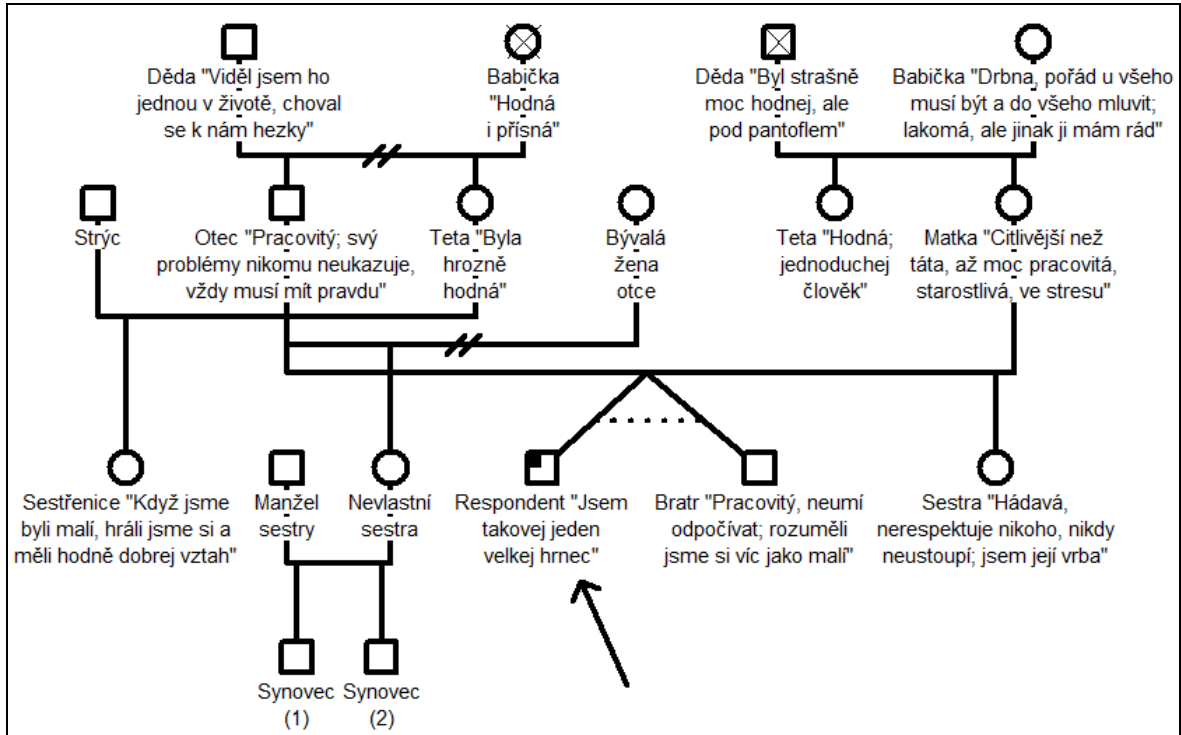 Děda "Viděl jsem ho
jednou v životě, choval
se k nám hezky"
Babička
"Hodná
i přísná"
Děda "Byl strašně
moc hodnej, ale
pod pantoflem"
Babička "Drbna, pořád u všeho
musí být a do všeho mluvit;
lakomá, ale jinak ji mám rád"
Strýc
Otec "Pracovitý; svý
problémy nikomu neukazuje,
vždy musí mít pravdu"
Teta "Byla
hrozně
hodná"
Bývalá
žena
otce
Teta "Hodná;
jednoduchej
člověk"
Matka "Citlivější než
táta, až moc pracovitá,
starostlivá, ve stresu"
Sestřenice "Když jsme
byli malí, hráli jsme si a
měli hodně dobrej vztah"
Manžel
sestry
Nevlastní
sestra
Respondent "Jsem
takovej jeden
velkej hrnec"
Bratr "Pracovitý, neumí
odpočívat; rozuměli
jsme si víc jako malí"
Sestra "Hádavá,
nerespektuje nikoho, nikdy
neustoupí; jsem její vrba"
Synovec
(1)
Synovec
(2)